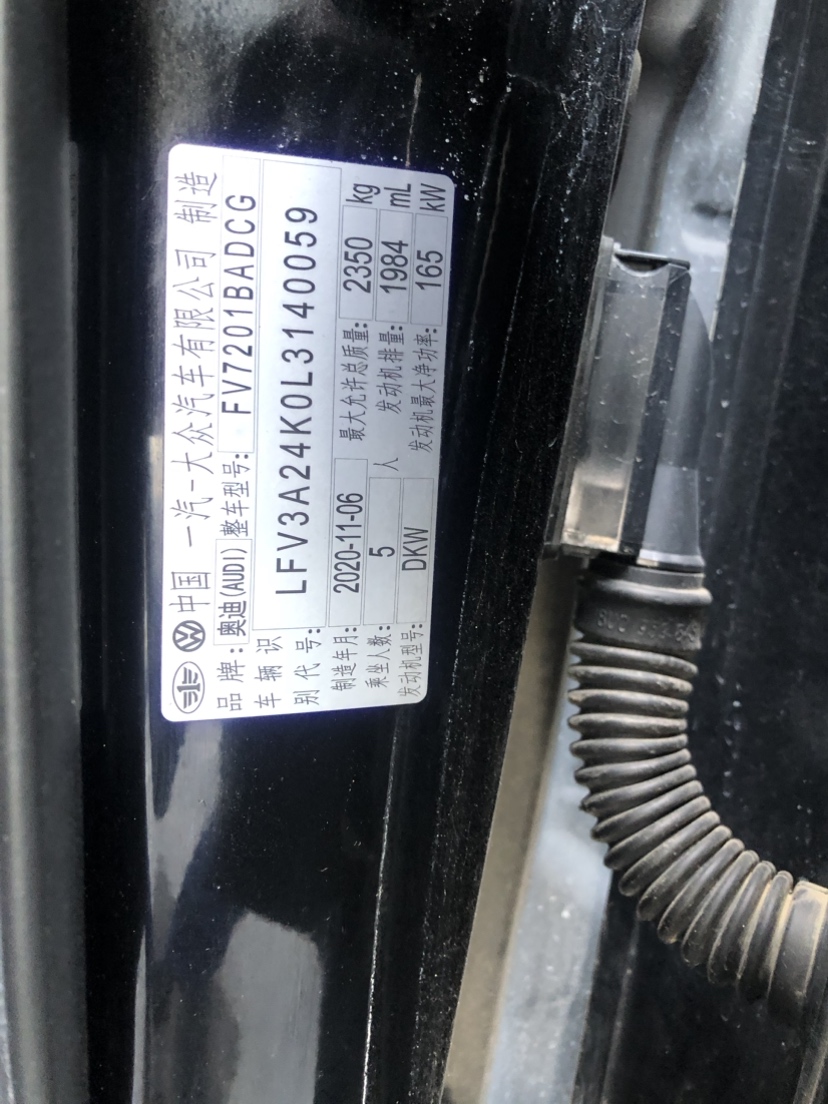 中国 一汽-大众汽车有限公司 制造
品牌: 奥迪(AUDI) 整车型号: FV7201BADCG
车辆识别代号: LFV3A24K0L3140059
制造年月: 2020-11-06 最大允许总质量: 2350 kg
乘坐人数: 5 人 发动机排量: 1984 mL
发动机型号: DKW 发动机最大净功率: 165 kW